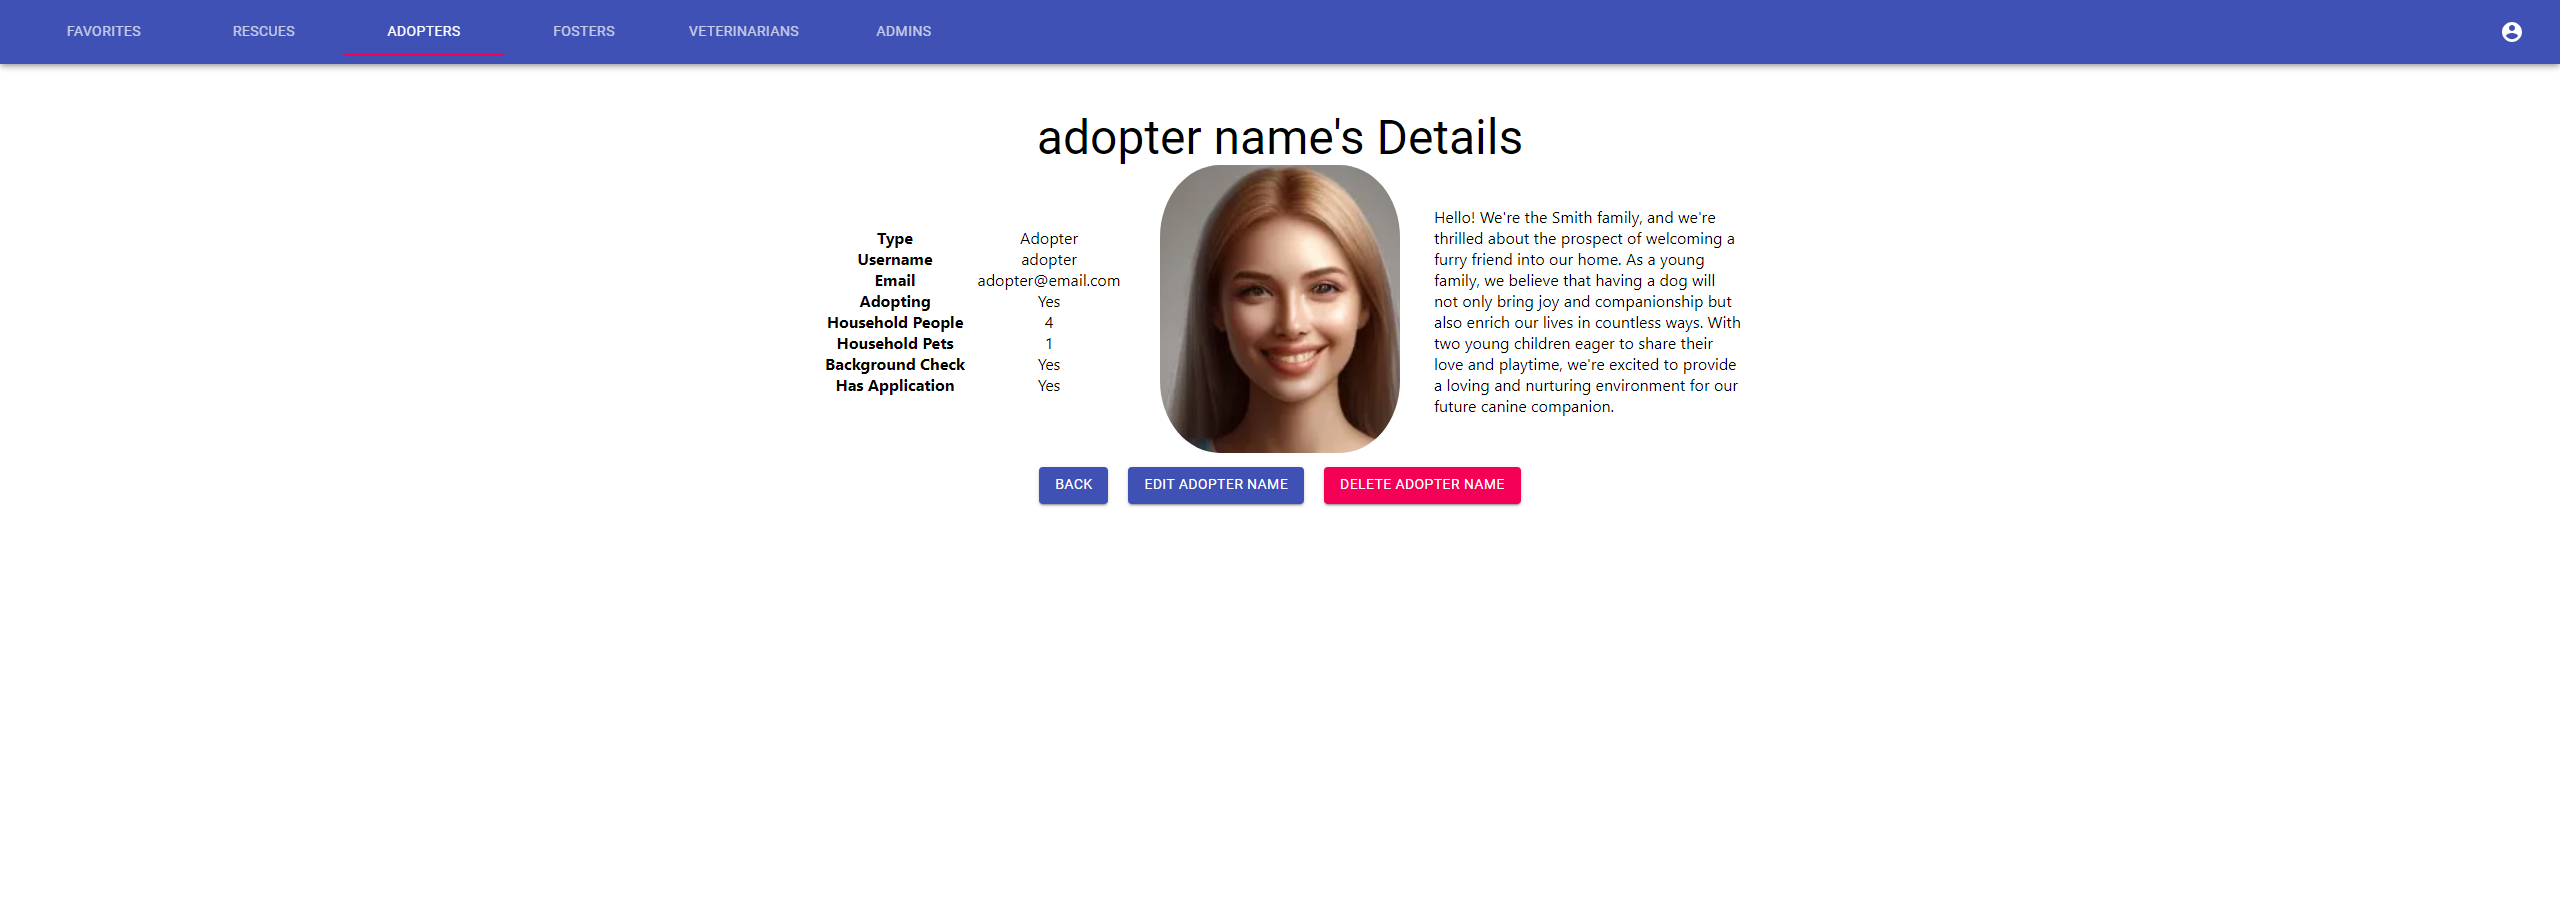 FAVORITES RESCUES ADOPTERS FOSTERS VETERINARIANS ADMINS
adopter name's Details
Type Adopter
Username adopter
Email adopter@email.com
Adopting Yes
Household People 4
Household Pets 1
Background Check Yes
Has Application Yes
Hello! We're the Smith family, and we're
thrilled about the prospect of welcoming a
furry friend into our home. As a young
family, we believe that having a dog will
not only bring joy and companionship but
also enrich our lives in countless ways. With
two young children eager to share their
love and playtime, we're excited to provide
a loving and nurturing environment for our
future canine companion.
BACK EDIT ADOPTER NAME DELETE ADOPTER NAME